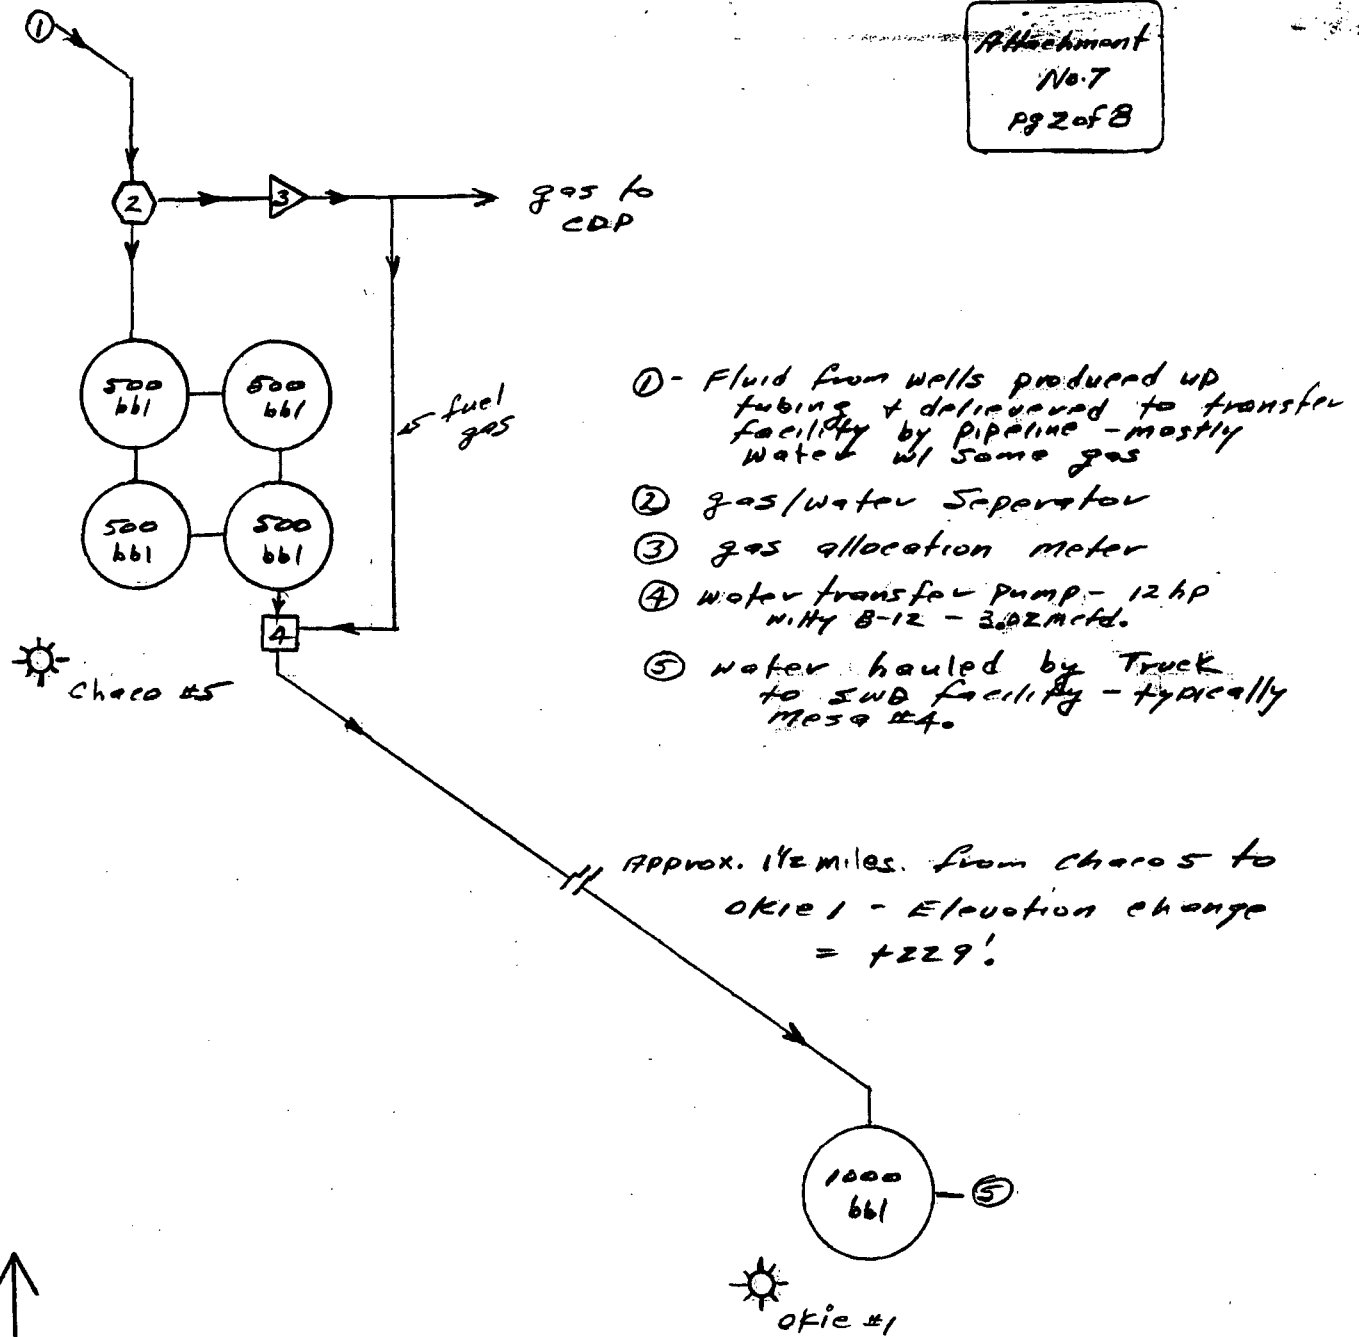 ①
Attachment
No.7
pg 2 of 8
②
③
gas to
CDP
500
bbl
500
bbl
fuel
gas
500
bbl
500
bbl
④
Chaco #5
① - Fluid from wells produced up
tubing + delievered to transfer
facility by pipeline - mostly
water w/ some gas
② gas/water Seperator
③ gas allocation meter
④ water transfer pump - 12 hp
Witty B-12 - 3.02 mcfd.
⑤ water hauled by Truck
to SWD facility - typically
Mesa #4.
Approx. 1½ miles. from Chaco 5 to
Okie 1 - Elevation change
= +229'.
1000
bbl
⑤
Okie #1